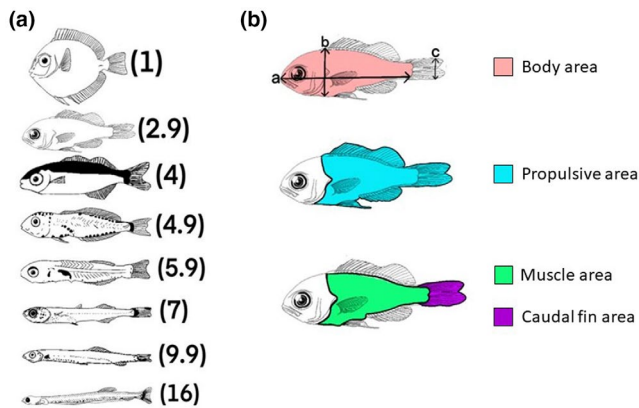 (a)
(1)
(2.9)
(4)
(4.9)
(5.9)
(7)
(9.9)
(16)
(b)
b
c
a
Body area
Propulsive area
Muscle area
Caudal fin area